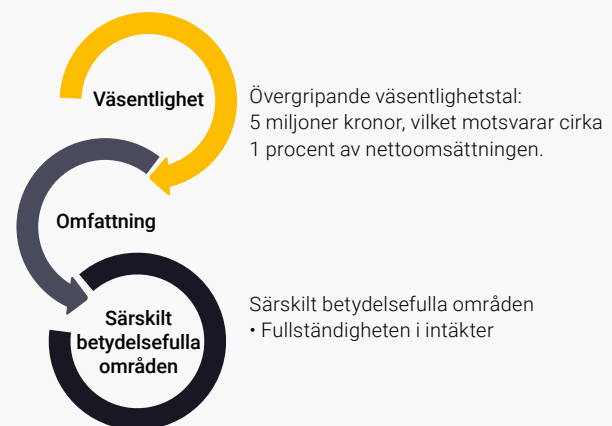 Väsentlighet
Övergripande väsentlighetstal:
5 miljoner kronor, vilket motsvarar cirka
1 procent av nettoomsättningen.
Omfattning
Särskilt
betydelsefulla
områden
Särskilt betydelsefulla områden
• Fullständigheten i intäkter